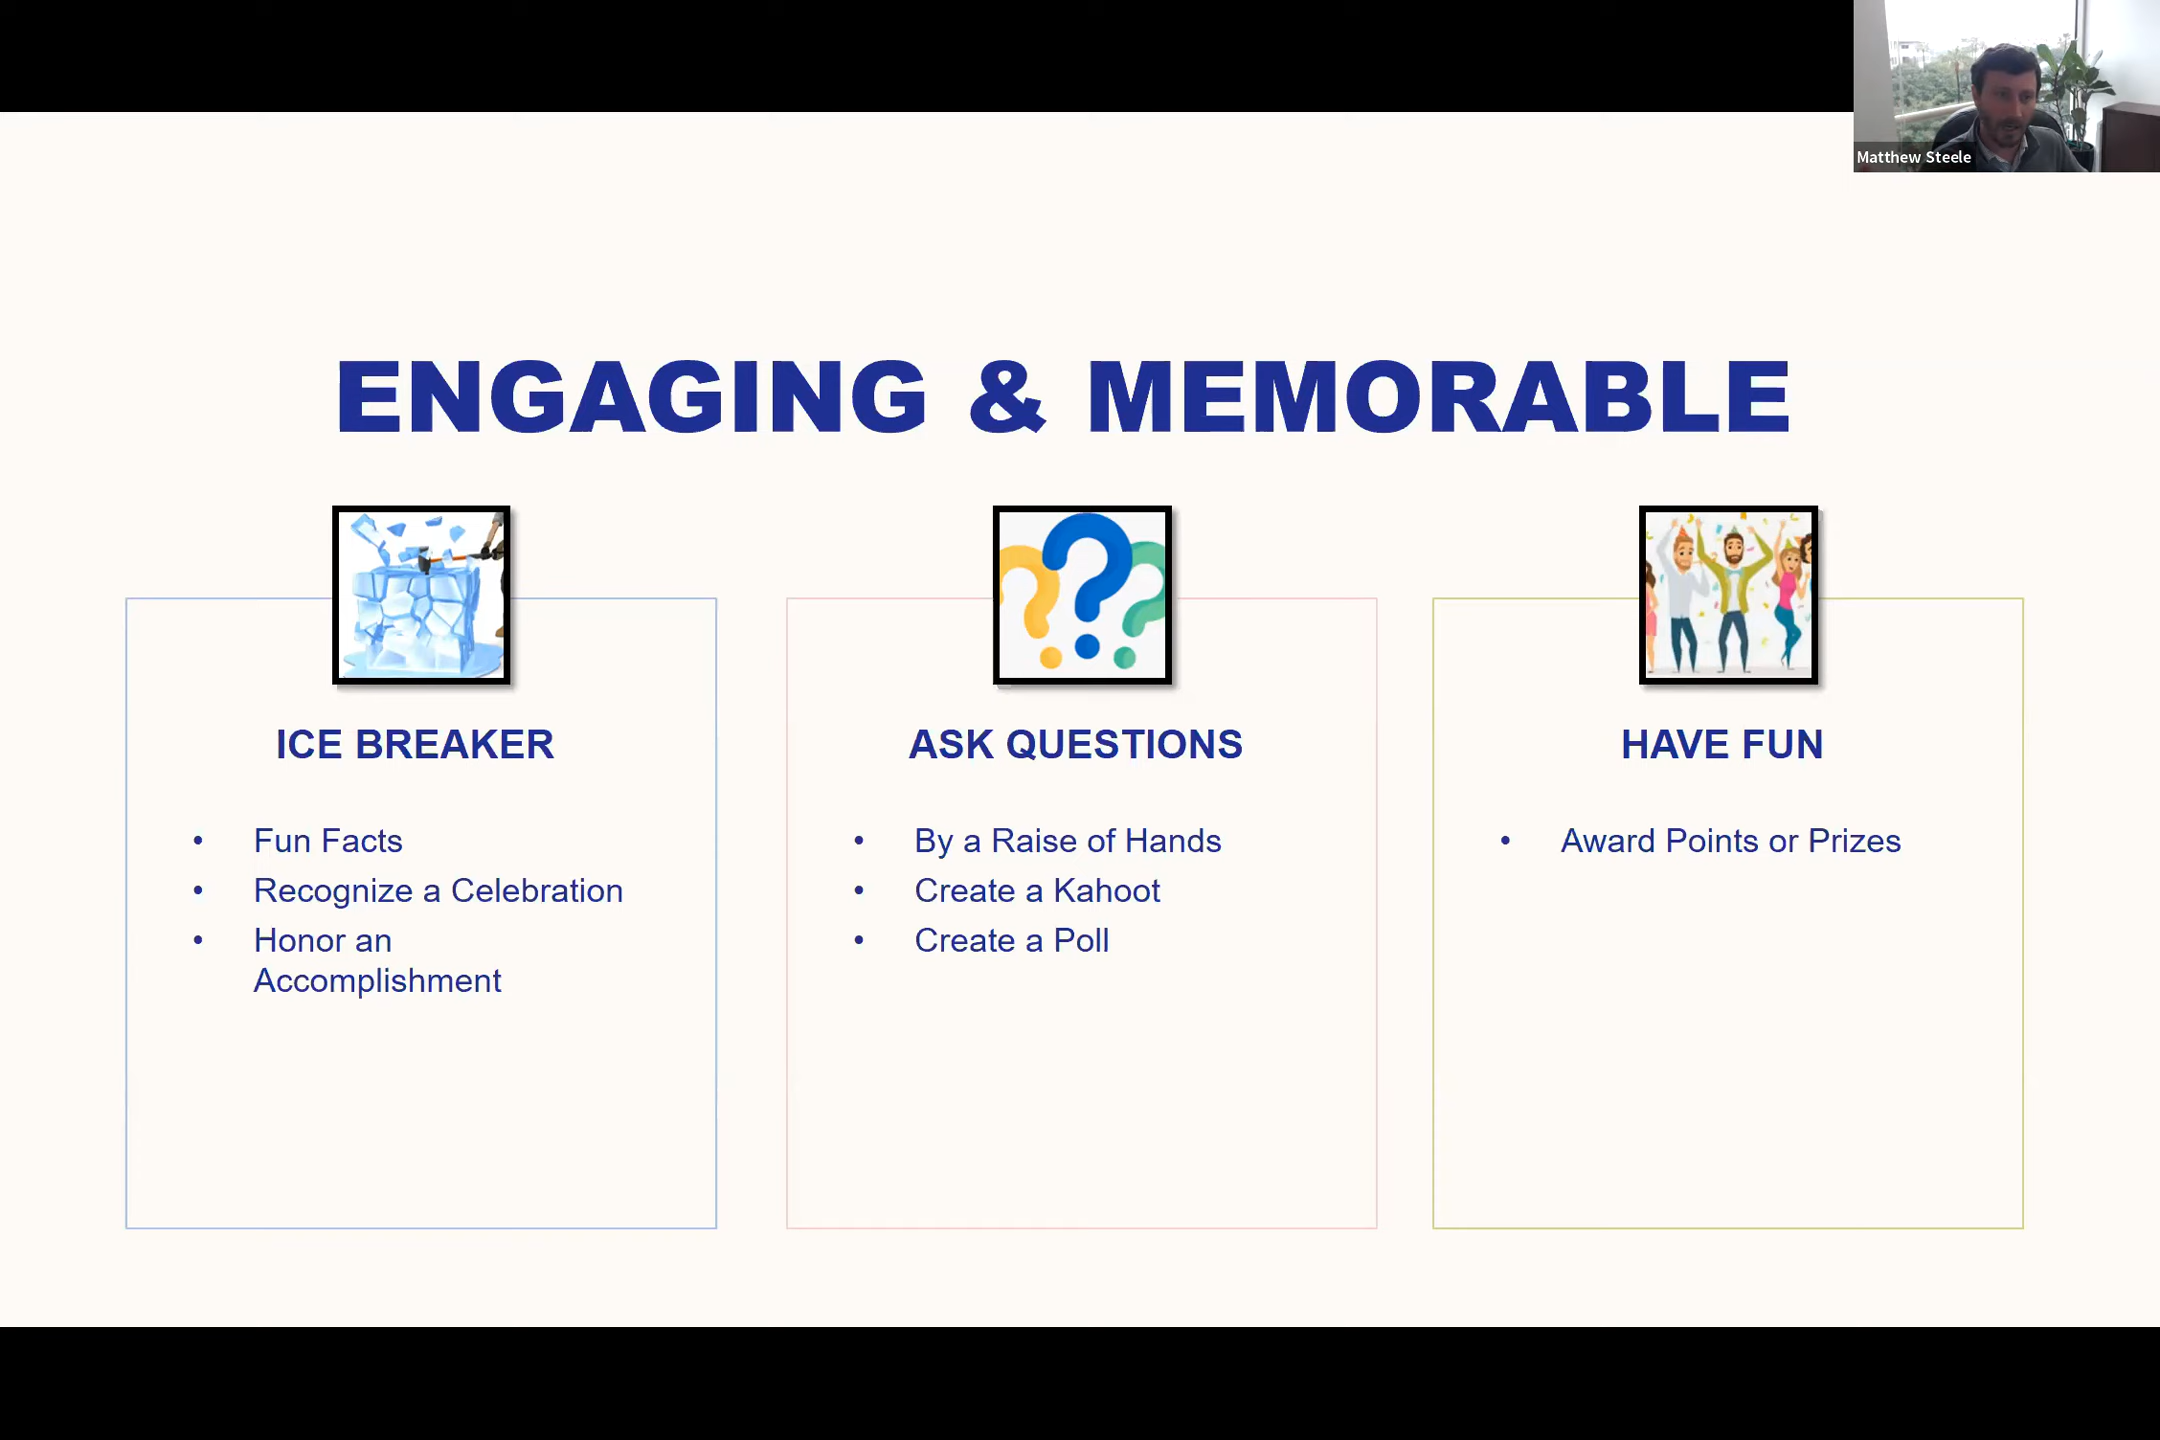 Matthew Steele
ENGAGING & MEMORABLE
ICE BREAKER
• Fun Facts
• Recognize a Celebration
• Honor an
Accomplishment
ASK QUESTIONS
• By a Raise of Hands
• Create a Kahoot
• Create a Poll
HAVE FUN
• Award Points or Prizes